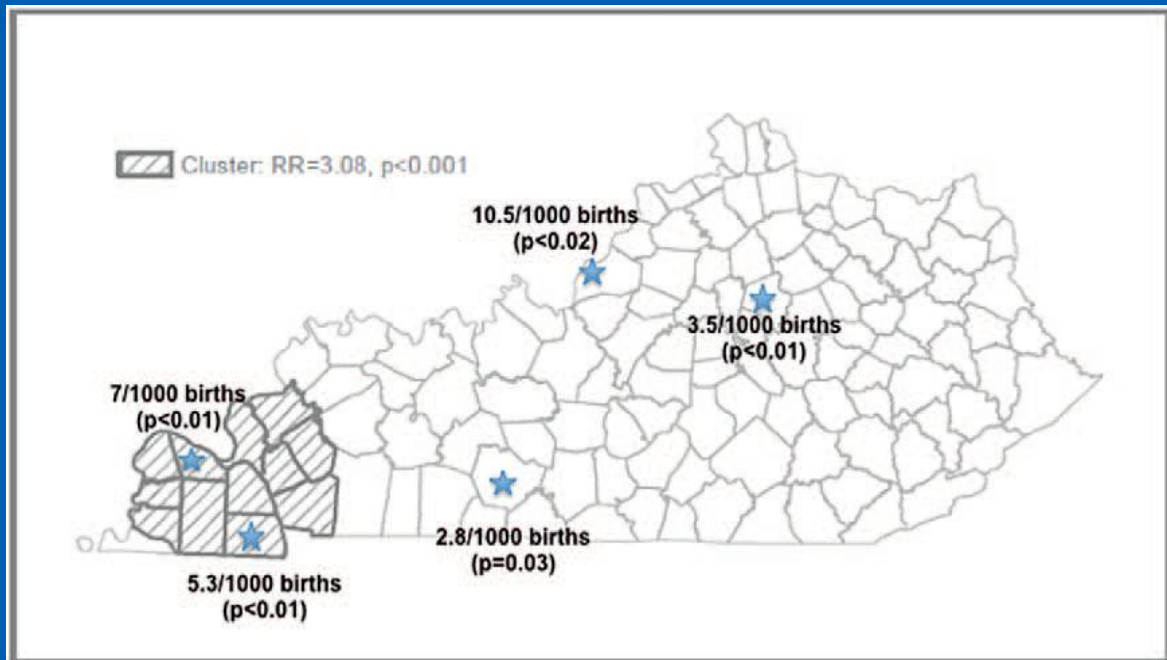 Cluster: RR=3.08, p<0.001
10.5/1000 births
(p<0.02)
3.5/1000 births
(p<0.01)
7/1000 births
(p<0.01)
2.8/1000 births
(p=0.03)
5.3/1000 births
(p<0.01)